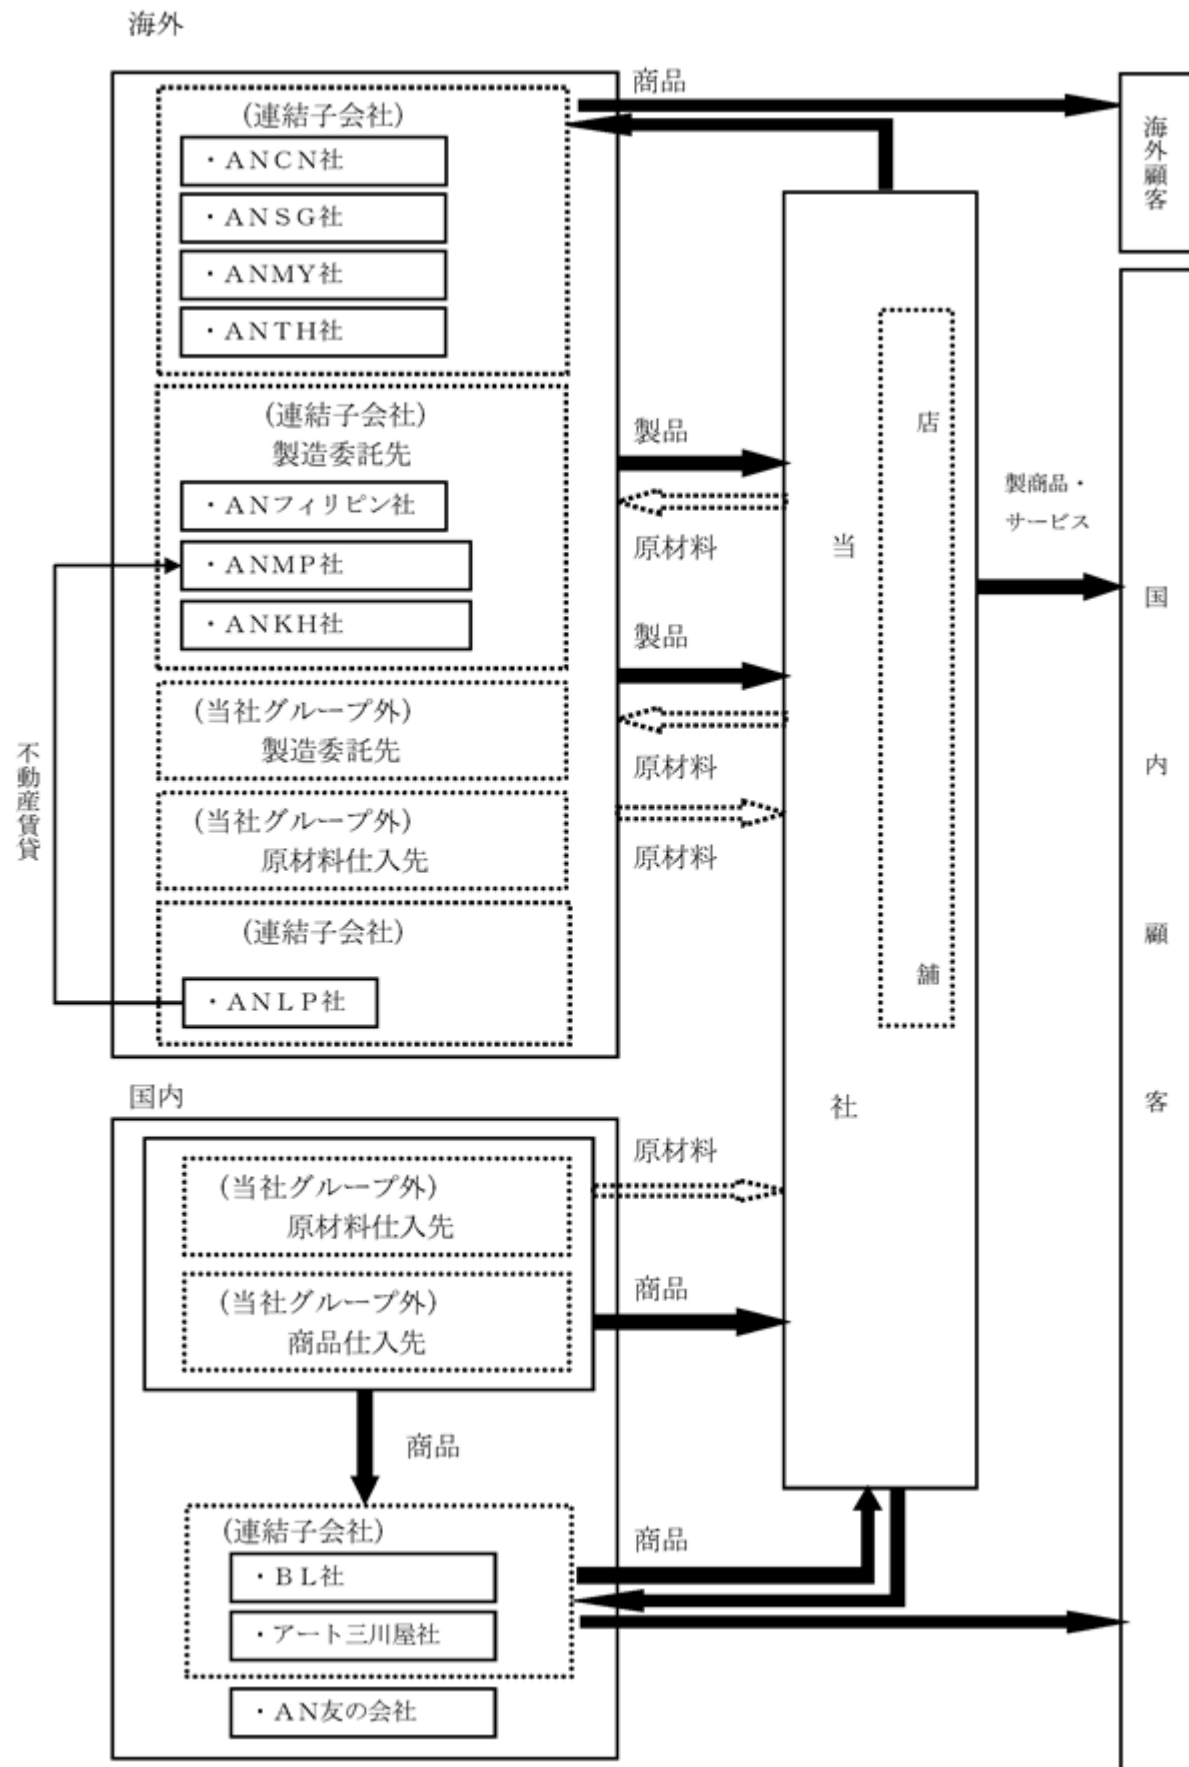 海外
(連結子会社)
・ANCN社
・ANSG社
・ANMY社
・ANTH社
(連結子会社)
製造委託先
・ANフィリピン社
・ANMP社
・ANKH社
(当社グループ外)
製造委託先
(当社グループ外)
原材料仕入先
(連結子会社)
・ANLP社
不動産賃貸
商品
製品
原材料
製品
原材料
原材料
当社
店舗
製商品・
サービス
海外顧客
国内顧客
国内
(当社グループ外)
原材料仕入先
(当社グループ外)
商品仕入先
原材料
商品
商品
(連結子会社)
・BL社
・アート三川屋社
・AN友の会社
商品